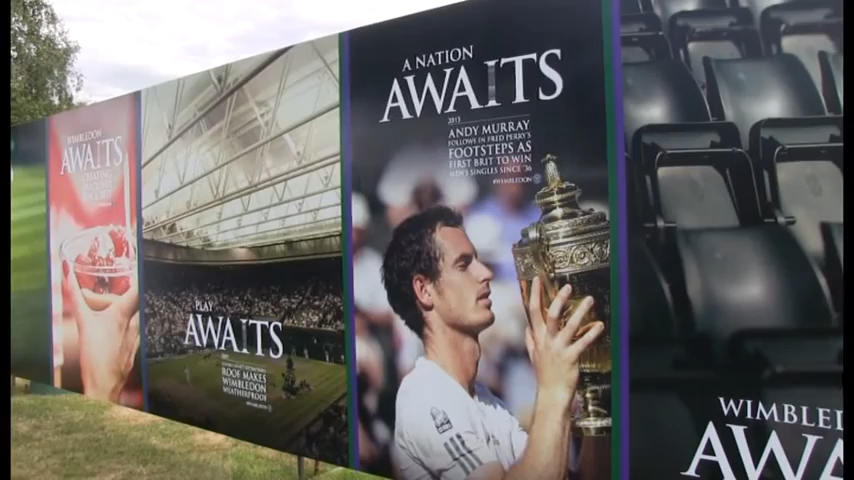 WIMBLEDON
AWAITS
PLAY
AWAITS
ROOF MAKES
WIMBLEDON
WEATHERPROOF
#WIMBLEDON
A NATION
AWAITS
2013
ANDY MURRAY
FOLLOWS IN FRED PERRY'S
FOOTSTEPS AS
FIRST BRIT TO WIN
MEN'S SINGLES SINCE '36
#WIMBLEDON
WIMBLED
AWA